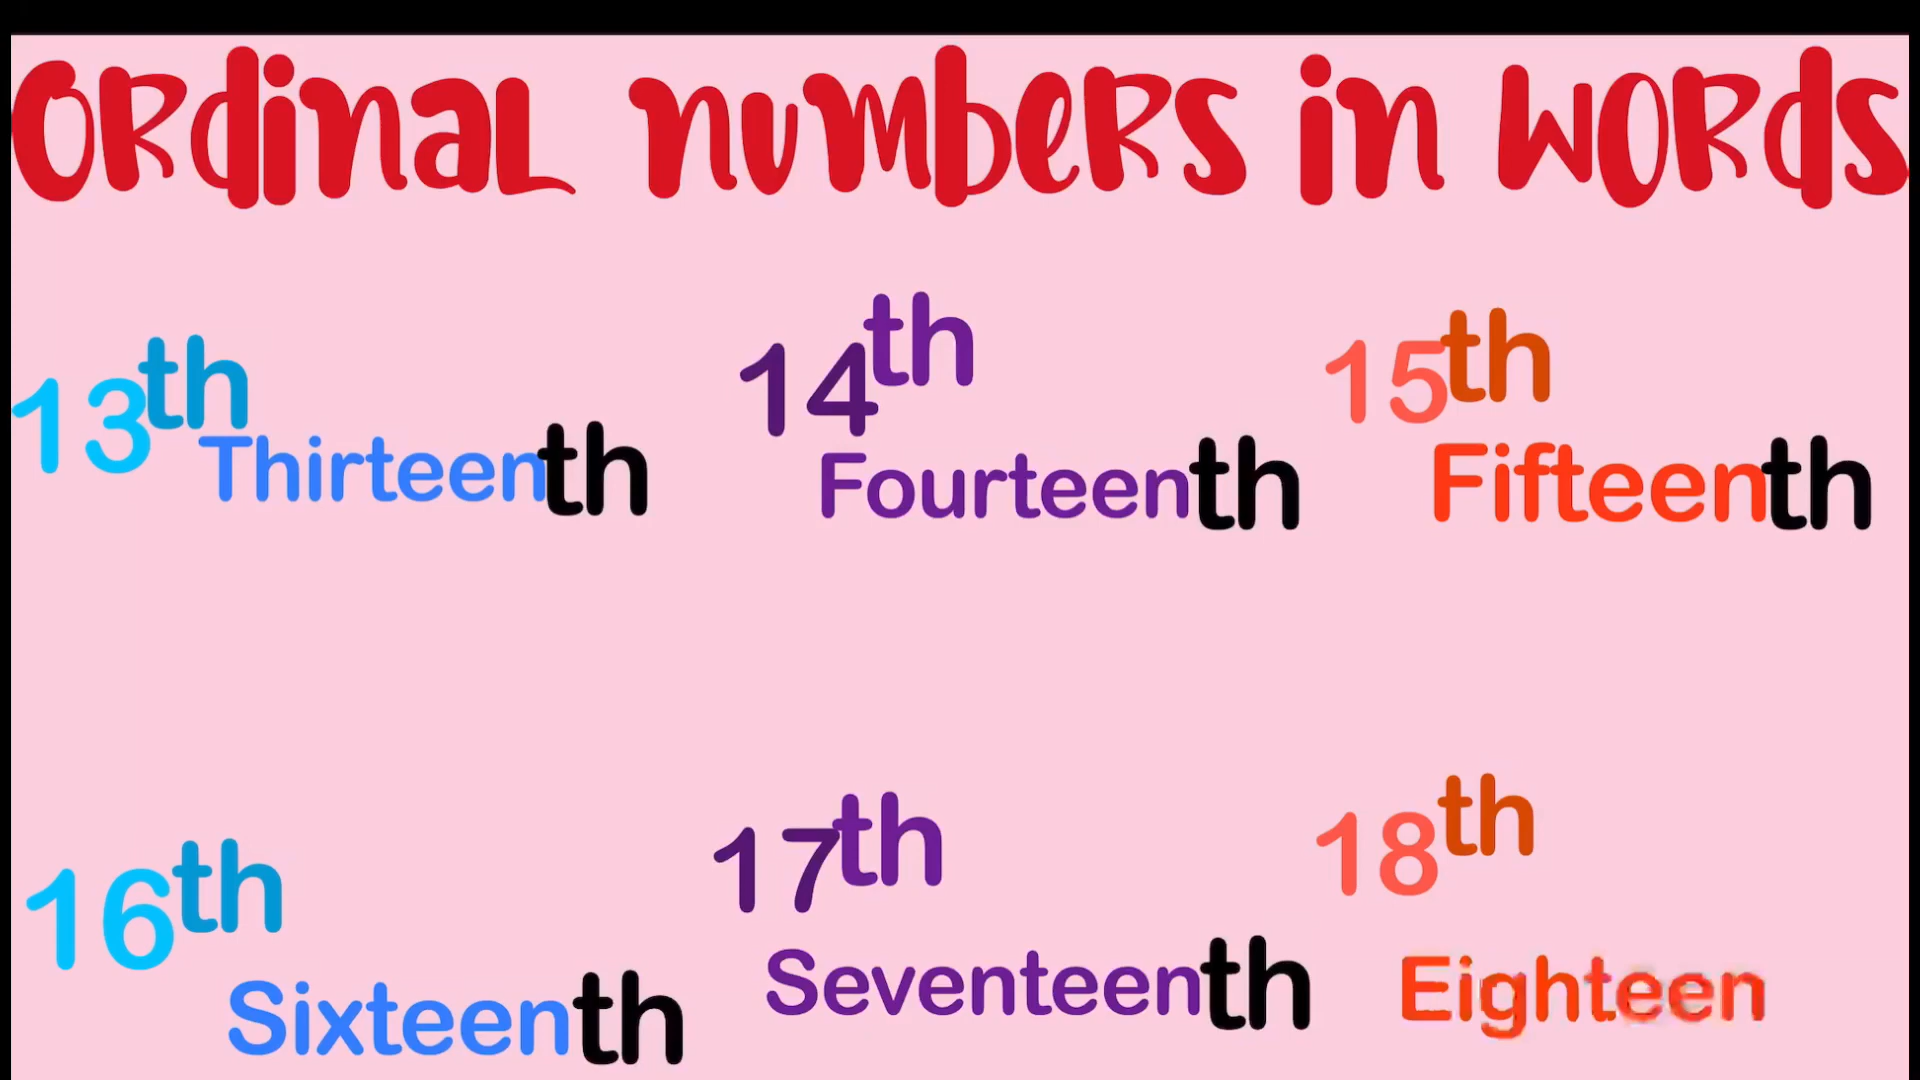 Ordinal numbers in words
13th 14th 15th
Thirteenth Fourteenth Fifteenth
16th 17th 18th
Sixteenth Seventeenth Eighteen